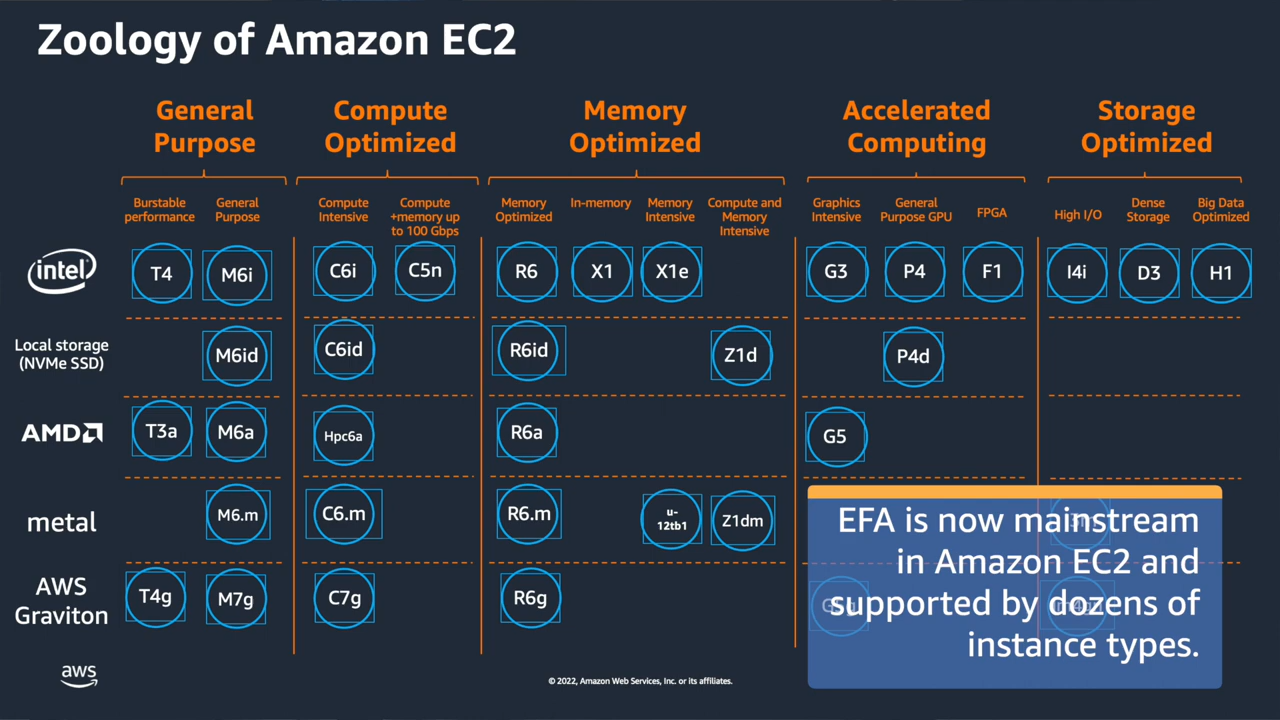 Zoology of Amazon EC2
General
Purpose
Compute
Optimized
Memory
Optimized
Accelerated
Computing
Storage
Optimized
Burstable
performance
General
Purpose
Compute
Intensive
Compute
+memory up
to 100 Gbps
Memory
Optimized
In-memory
Memory
Intensive
Compute and
Memory
Intensive
Graphics
Intensive
General
Purpose GPU
FPGA
High I/O
Dense
Storage
Big Data
Optimized
intel
T4 M6i C6i C5n R6 X1 X1e G3 P4 F1 I4i D3 H1
Local storage
(NVMe SSD)
M6id C6id R6id Z1d P4d
AMD
T3a M6a Hpc6a R6a G5
metal
M6.m C6.m R6.m
u-
12tb1
Z1dm
AWS
Graviton
T4g M7g C7g R6g
EFA is now mainstream
in Amazon EC2 and
supported by dozens of
instance types.
aws
© 2022, Amazon Web Services, Inc. or its affiliates.